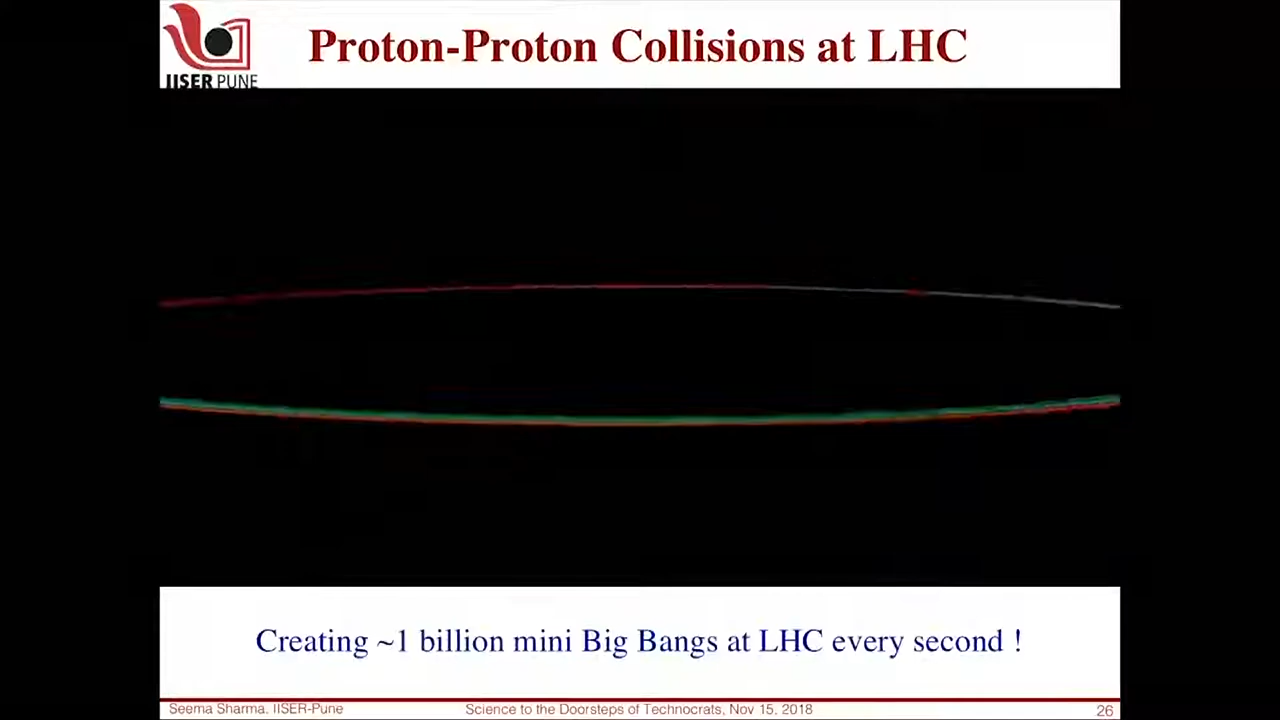 Proton-Proton Collisions at LHC
IISER PUNE
Creating ~1 billion mini Big Bangs at LHC every second !
Seema Sharma, IISER-Pune
Science to the Doorsteps of Technocrats, Nov 15, 2018
26